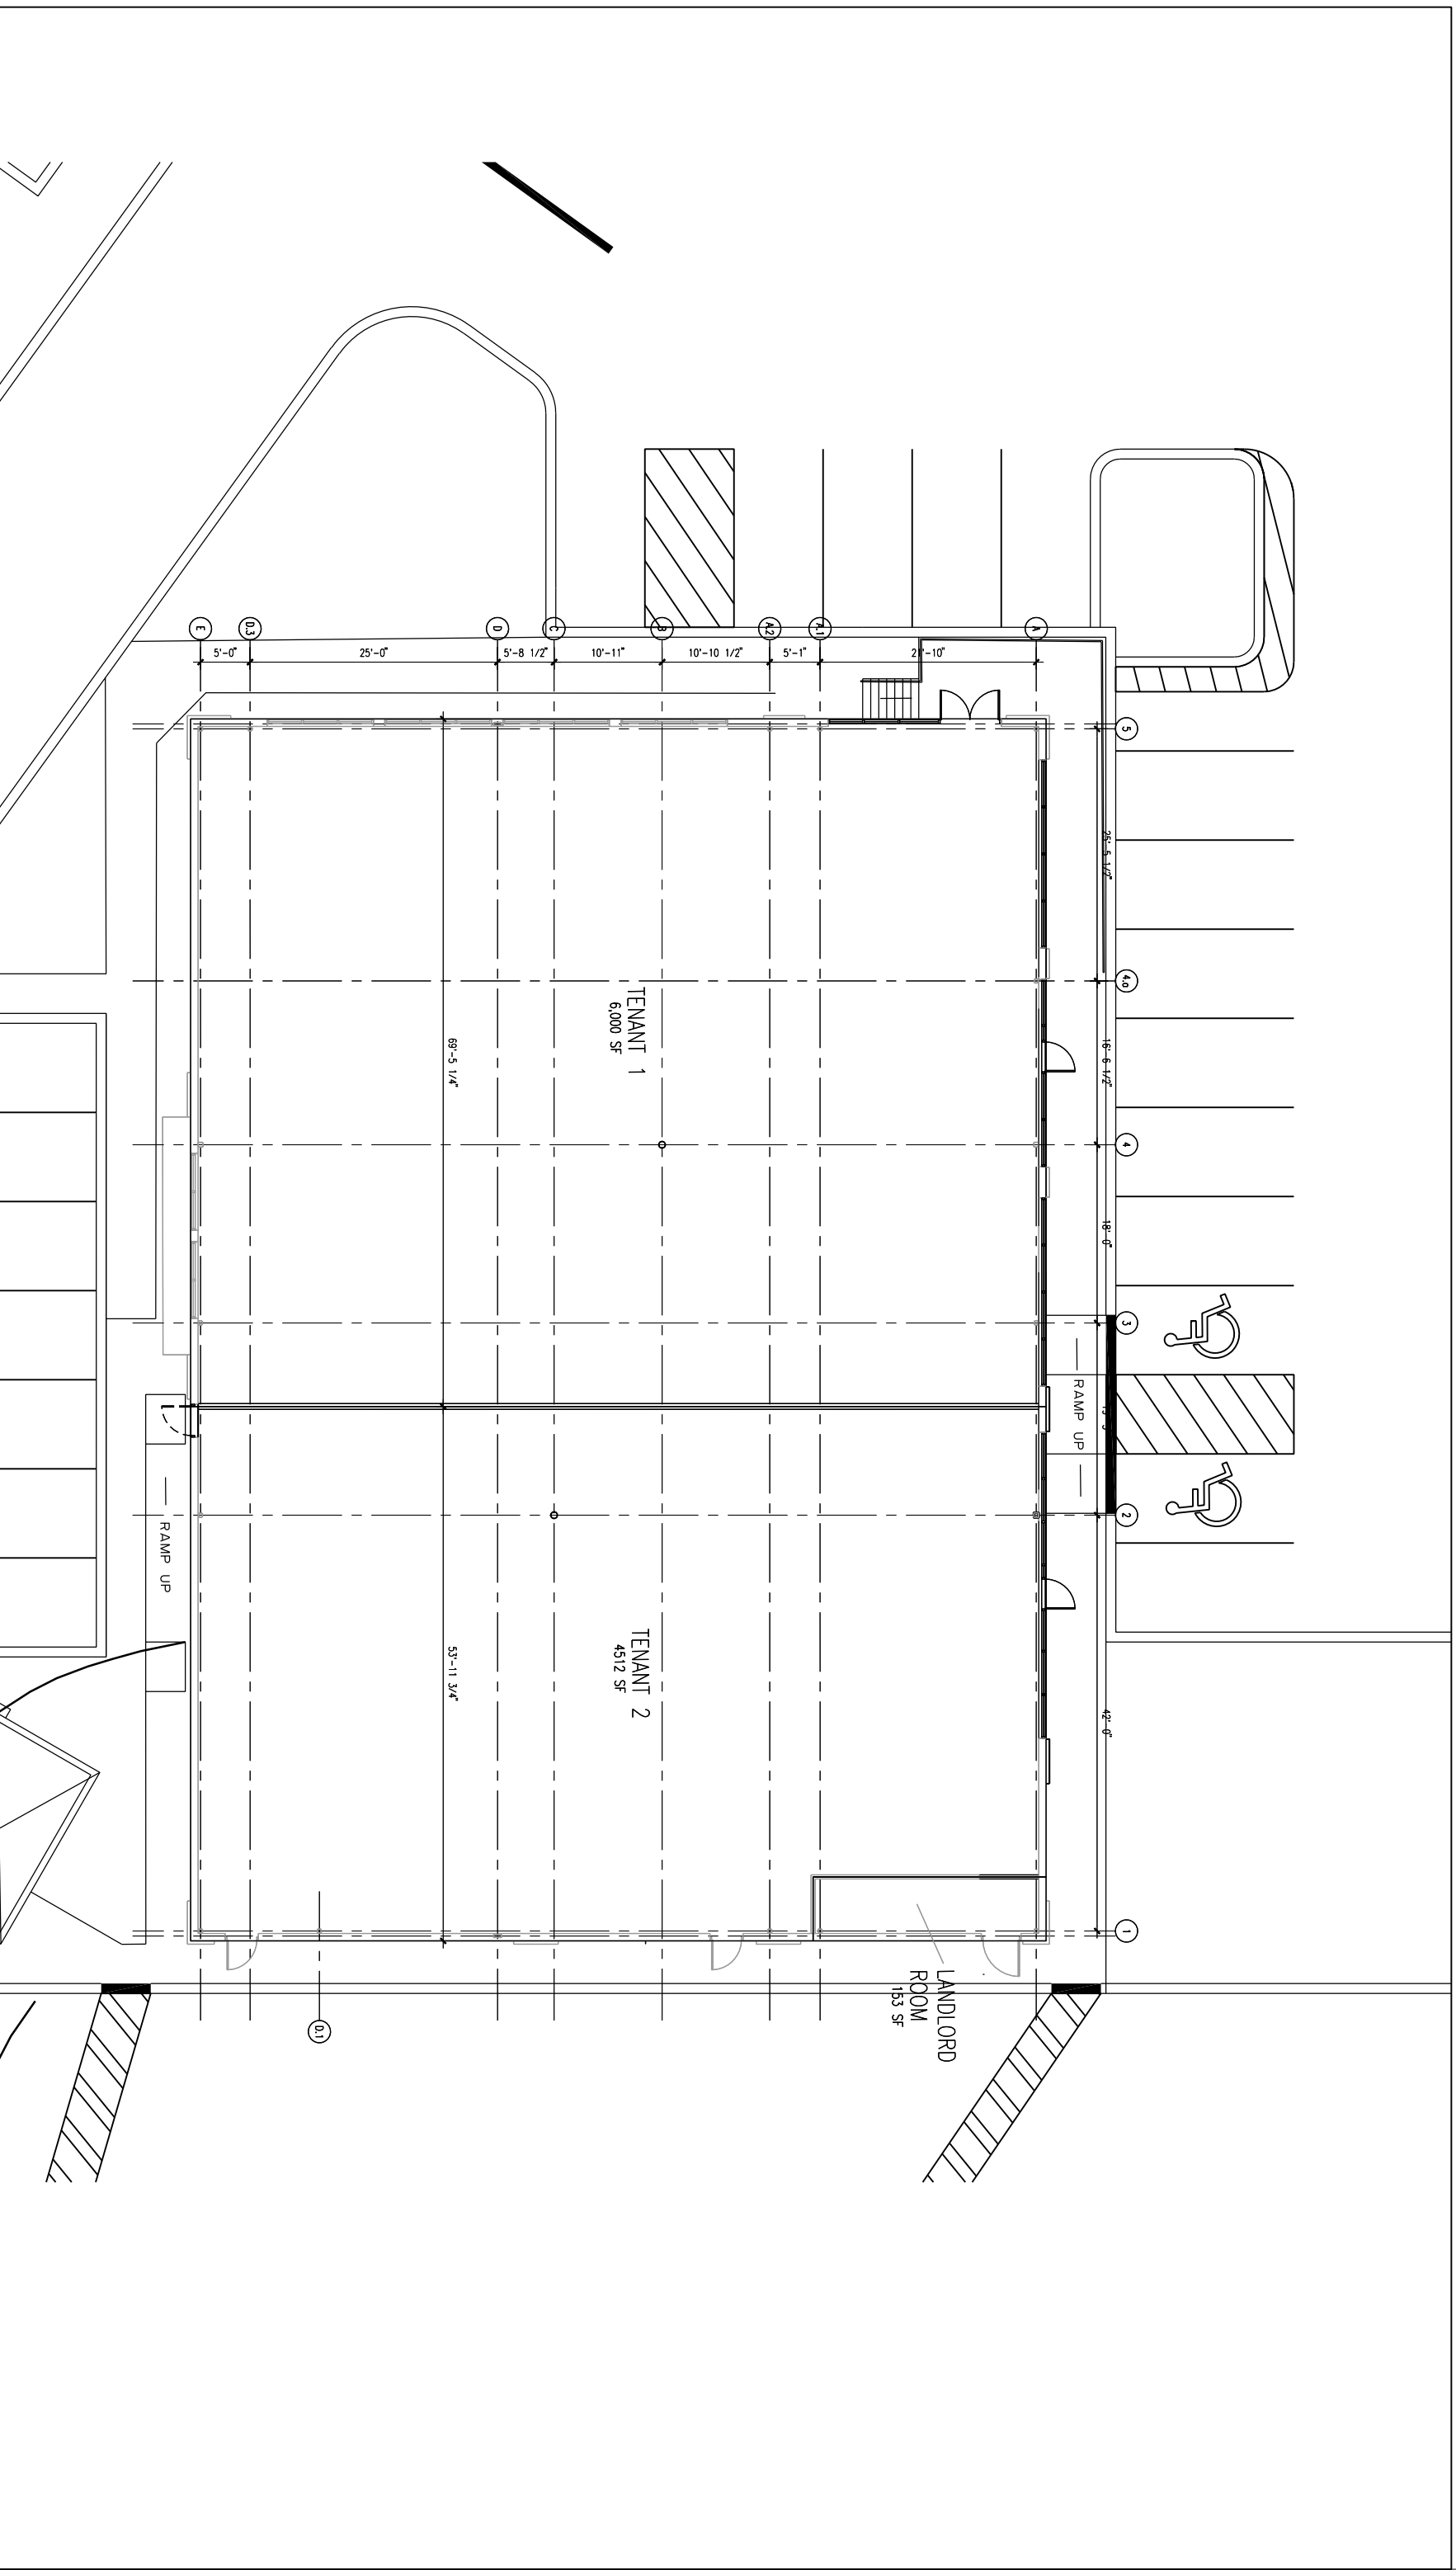 E
D.3
D
C
B
A.2
A.1
A
5'-0"
25'-0"
5'-8 1/2"
10'-11"
10'-10 1/2"
5'-1"
21'-10"
5
25'-5 1/2"
4.a
16'-6 1/2"
4
18'-0"
3
2
42'-0"
1
TENANT 1
6,000 SF
69'-5 1/4"
RAMP UP
RAMP UP
TENANT 2
4512 SF
53'-11 3/4"
LANDLORD
ROOM
153 SF
D.1